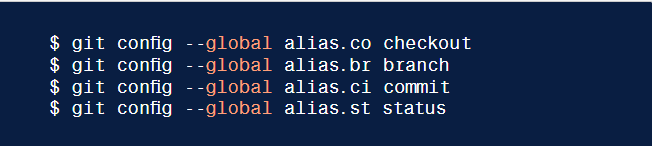 $ git config --global alias.co checkout
$ git config --global alias.br branch
$ git config --global alias.ci commit
$ git config --global alias.st status